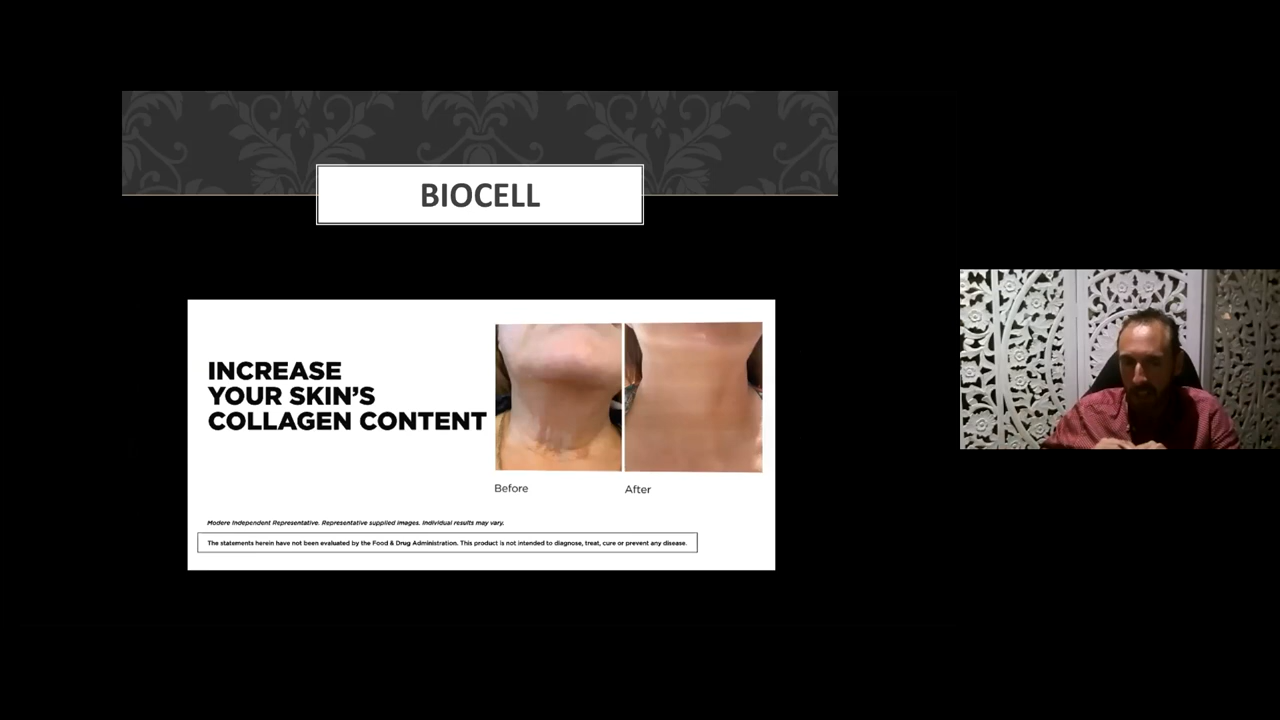 BIOCELL
INCREASE
YOUR SKIN'S
COLLAGEN CONTENT
Before
After
Modere Independent Representative. Representative supplied images. Individual results may vary.
The statements herein have not been evaluated by the Food & Drug Administration. This product is not intended to diagnose, treat, cure or prevent any disease.